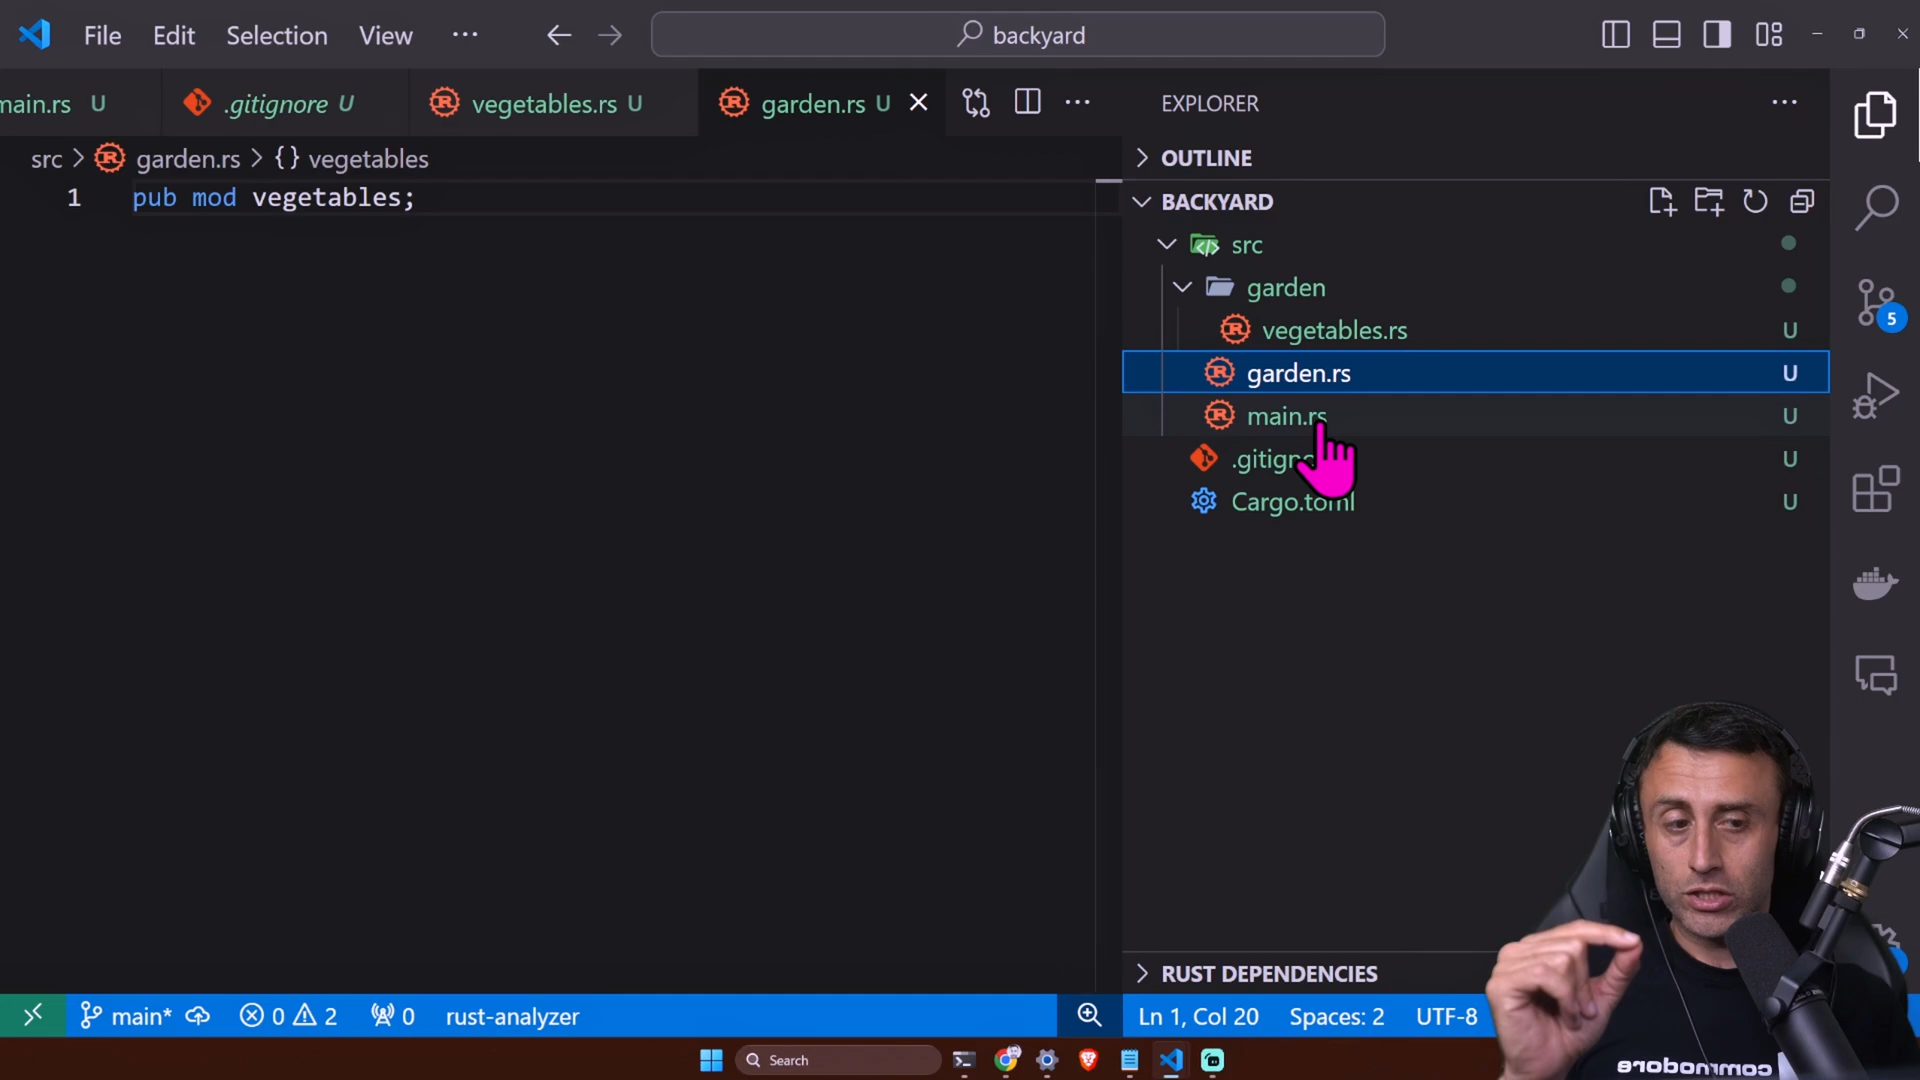 File Edit Selection View ··· backyard
main.rs U .gitignore U vegetables.rs U garden.rs U ···
src > garden.rs > {} vegetables
1 pub mod vegetables;
EXPLORER ···
OUTLINE
BACKYARD
src
garden
vegetables.rs U
garden.rs U
main.rs U
.gitigno U
Cargo.toml U
5
RUST DEPENDENCIES
main* 0 2 0 rust-analyzer Ln 1, Col 20 Spaces: 2 UTF-8
Search
commodore